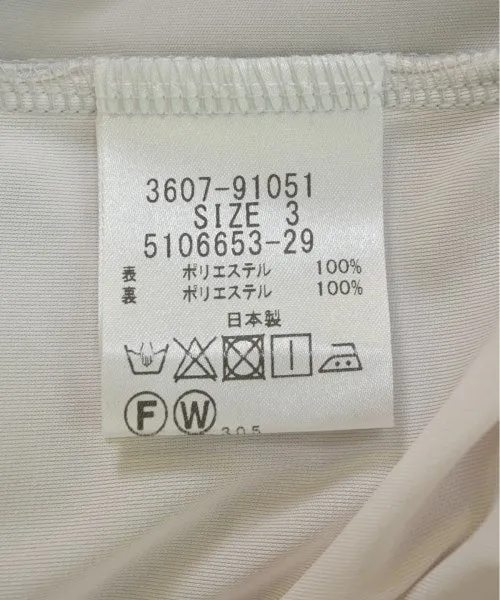 3607-91051
SIZE 3
5106653-29
表 ポリエステル 100%
裏 ポリエステル 100%
日本製
F W
305